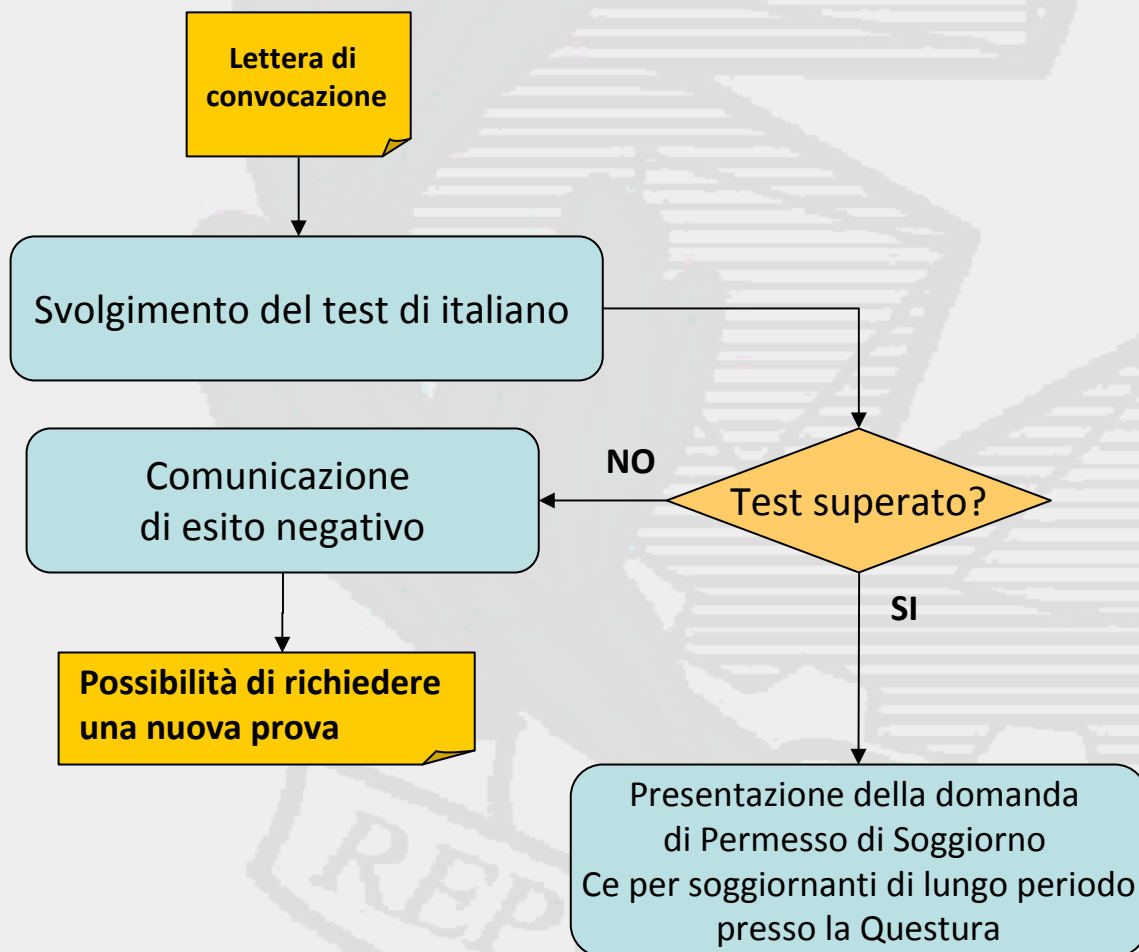 Lettera di
convocazione
Svolgimento del test di italiano
Comunicazione
di esito negativo
NO
Test superato?
SI
Possibilità di richiedere
una nuova prova
Presentazione della domanda
di Permesso di Soggiorno
Ce per soggiornanti di lungo periodo
presso la Questura
REP